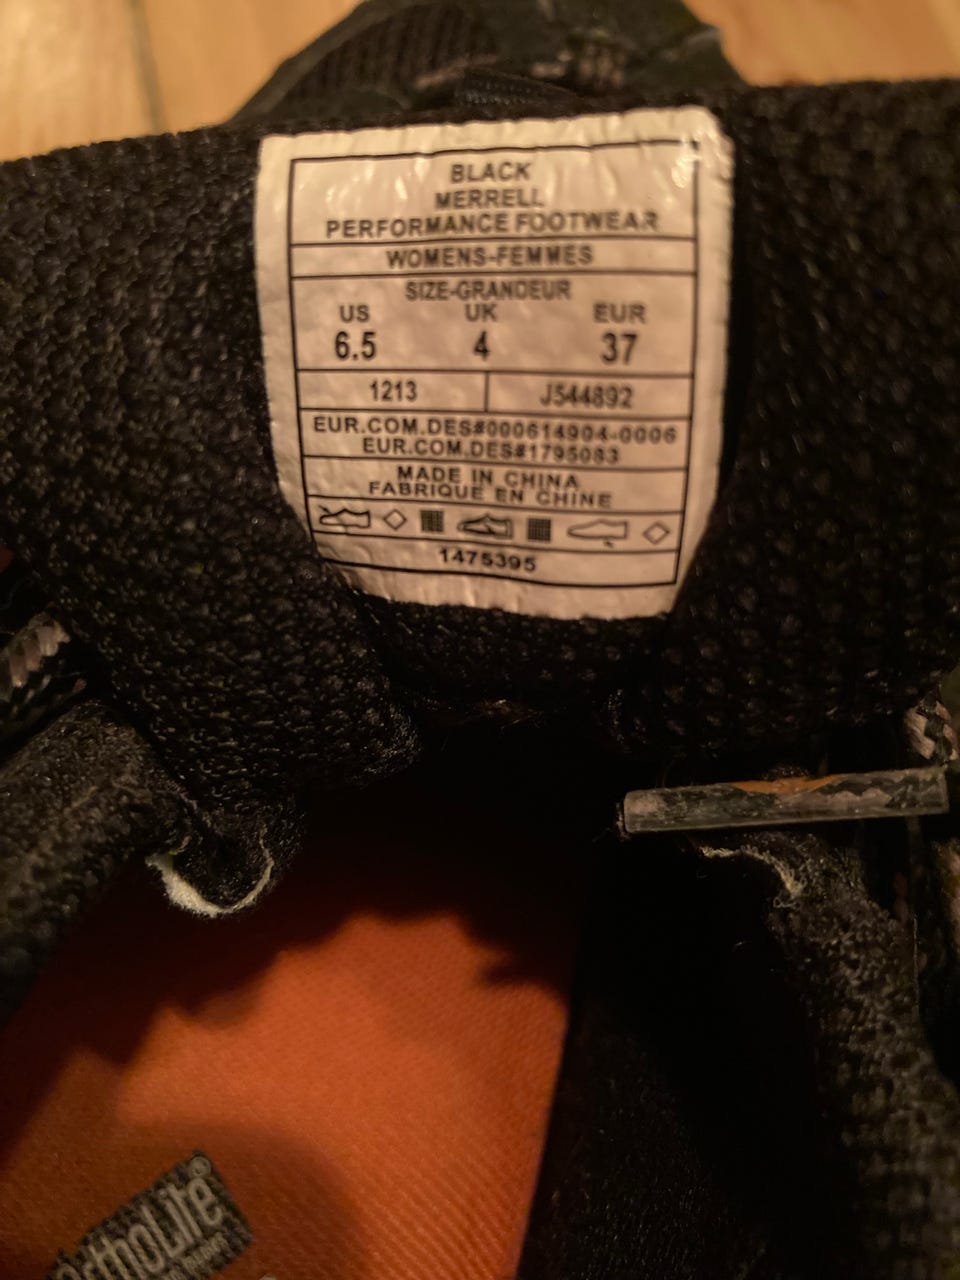 BLACK
MERRELL
PERFORMANCE FOOTWEAR
WOMENS-FEMMES
SIZE-GRANDEUR
US UK EUR
6.5 4 37
1213 J544892
EUR.COM.DES#000614904-0006
EUR.COM.DES#1795083
MADE IN CHINA
FABRIQUE EN CHINE
1475395
OrthoLite®